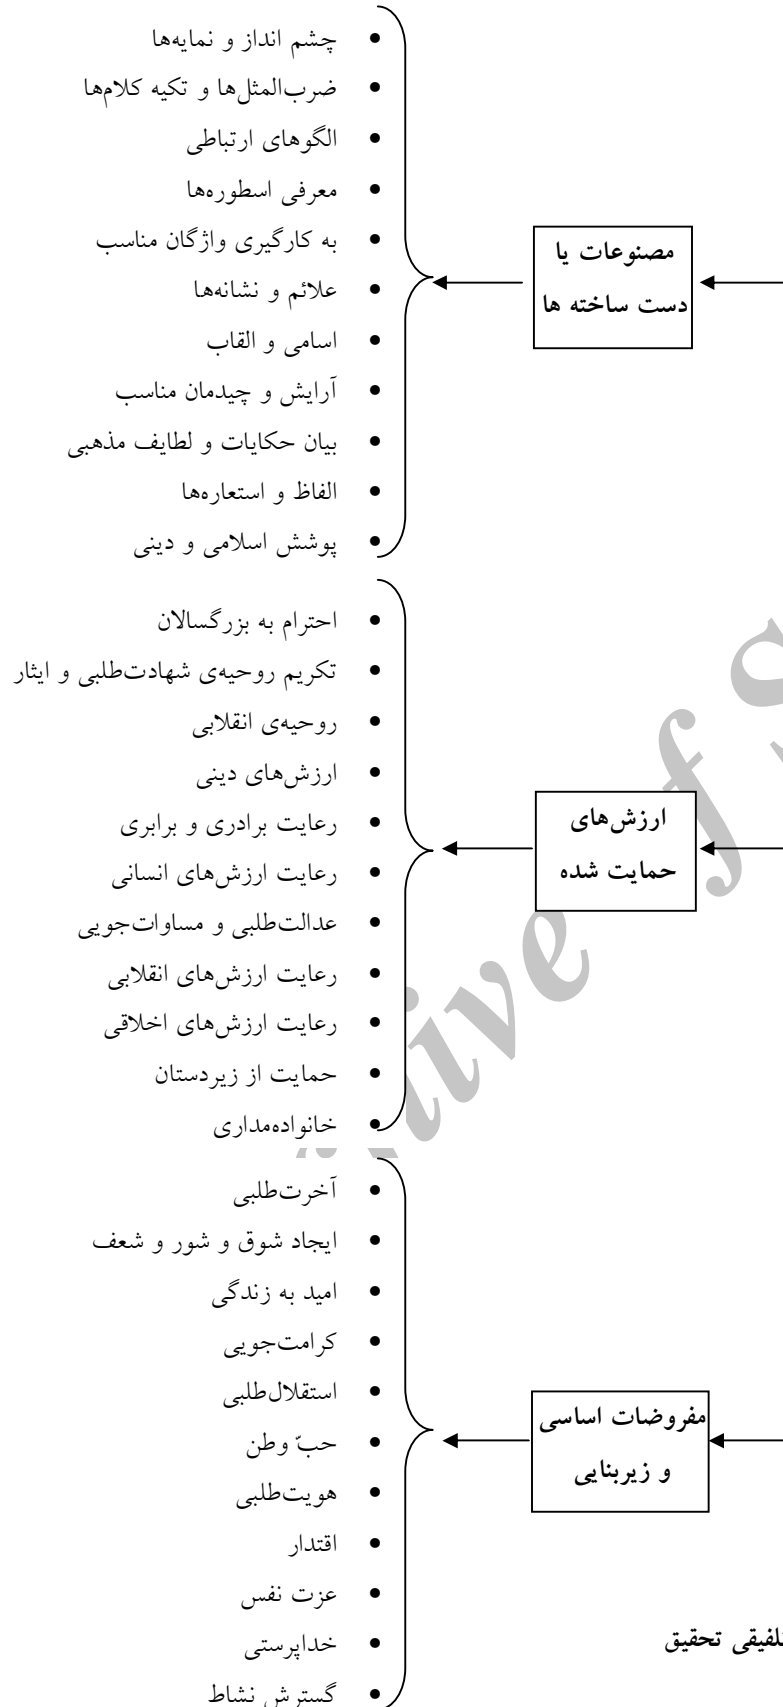 چشم انداز و نمایه‌ها
ضرب‌المثل‌ها و تکیه کلام‌ها
الگوهای ارتباطی
معرفی اسطوره‌ها
به کارگیری واژگان مناسب
علائم و نشانه‌ها
اسامی و القاب
آرایش و چیدمان مناسب
بیان حکایات و لطایف مذهبی
الفاظ و استعاره‌ها
پوشش اسلامی و دینی
مصنوعات یا
دست ساخته ها
احترام به بزرگسالان
تکریم روحیه‌ی شهادت‌طلبی و ایثار
روحیه‌ی انقلابی
ارزش‌های دینی
رعایت برادری و برابری
رعایت ارزش‌های انسانی
عدالت‌طلبی و مساوات‌جویی
رعایت ارزش‌های انقلابی
رعایت ارزش‌های اخلاقی
حمایت از زیردستان
خانواده‌مداری
ارزش‌های
حمایت شده
آخرت‌طلبی
ایجاد شوق و شور و شعف
امید به زندگی
کرامت‌جویی
استقلال‌طلبی
حبّ وطن
هویت‌طلبی
اقتدار
عزت نفس
خداپرستی
گسترش نشاط
مفروضات اساسی
و زیربنایی
تحقیق
ive f S